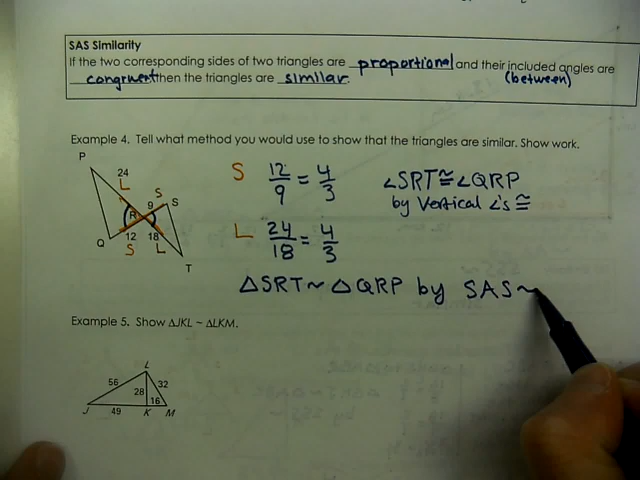 SAS Similarity
If the two corresponding sides of two triangles are proportional and their included angles are
(between)
congruent then the triangles are similar.
Example 4. Tell what method you would use to show that the triangles are similar. Show work.
P
24
L
S
9
S
R
Q
12
18
S
L
T
S 12/9 = 4/3
∠SRT≅∠QRP
by Vertical ∠'s ≅
L 24/18 = 4/3
△SRT~△QRP by SAS~
Example 5. Show ΔJKL ~ ΔLKM.
L
56
32
28
16
J
49
K
M